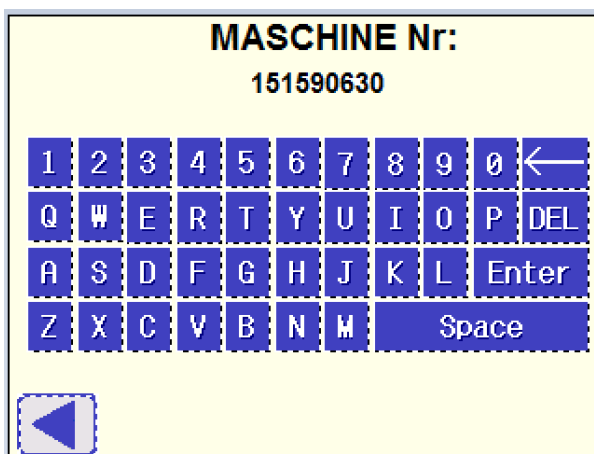 MASCHINE Nr:
151590630
1 2 3 4 5 6 7 8 9 0
Q W E R T Y U I O P DEL
A S D F G H J K L Enter
Z X C V B N M Space